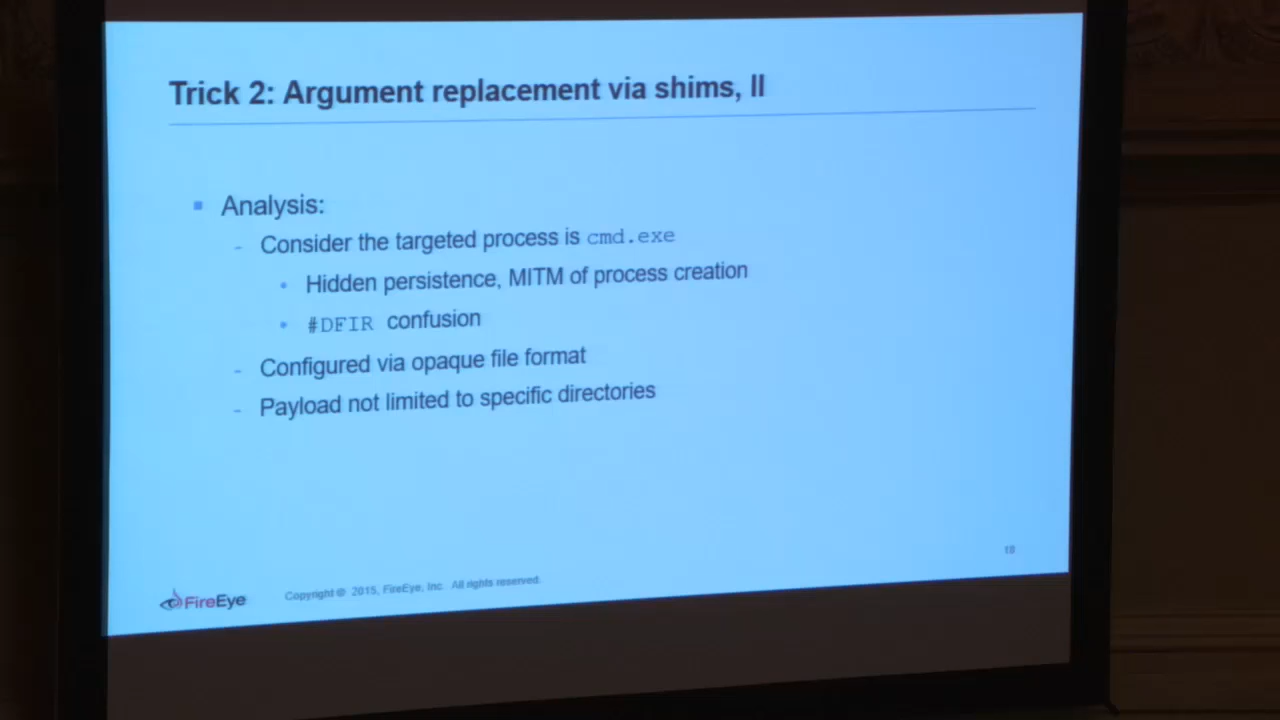 Trick 2: Argument replacement via shims, II
Analysis:
- Consider the targeted process is cmd.exe
• Hidden persistence, MITM of process creation
• #DFIR confusion
- Configured via opaque file format
- Payload not limited to specific directories
FireEye
Copyright © 2015, FireEye, Inc. All rights reserved.